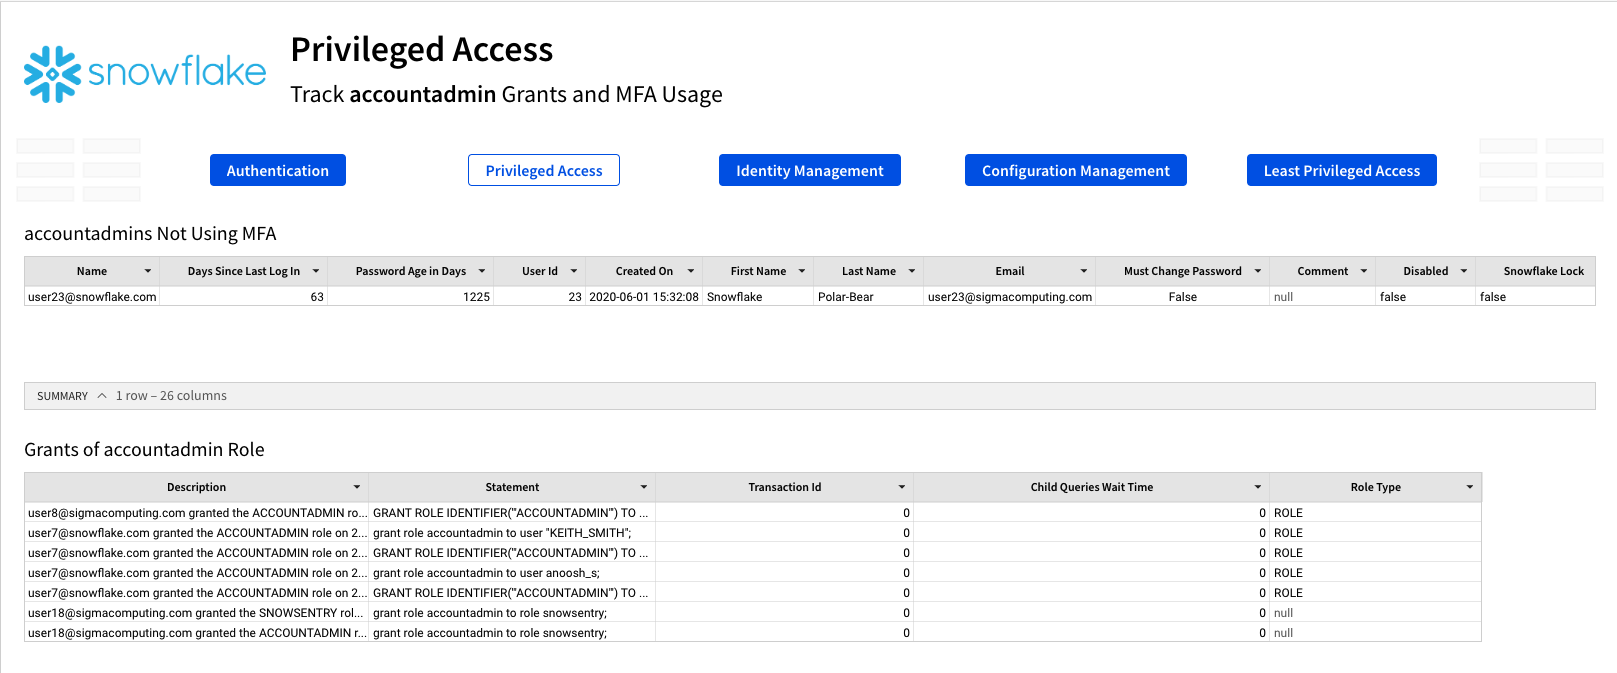 snowflake
Privileged Access
Track accountadmin Grants and MFA Usage
Authentication Privileged Access Identity Management Configuration Management Least Privileged Access
accountadmins Not Using MFA
Name Days Since Last Log In Password Age in Days User Id Created On First Name Last Name Email Must Change Password Comment Disabled Snowflake Lock
user23@snowflake.com 63 1225 23 2020-06-01 15:32:08 Snowflake Polar-Bear user23@sigmacomputing.com False null false false
SUMMARY 1 row – 26 columns
Grants of accountadmin Role
Description Statement Transaction Id Child Queries Wait Time Role Type
user8@sigmacomputing.com granted the ACCOUNTADMIN ro... GRANT ROLE IDENTIFIER('"ACCOUNTADMIN"') TO ... 0 0 ROLE
user7@snowflake.com granted the ACCOUNTADMIN role on 2... grant role accountadmin to user "KEITH_SMITH"; 0 0 ROLE
user7@snowflake.com granted the ACCOUNTADMIN role on 2... GRANT ROLE IDENTIFIER('"ACCOUNTADMIN"') TO ... 0 0 ROLE
user7@snowflake.com granted the ACCOUNTADMIN role on 2... grant role accountadmin to user anoosh_s; 0 0 ROLE
user7@snowflake.com granted the ACCOUNTADMIN role on 2... GRANT ROLE IDENTIFIER('"ACCOUNTADMIN"') TO ... 0 0 ROLE
user18@sigmacomputing.com granted the SNOWSENTRY rol... grant role accountadmin to role snowsentry; 0 0 null
user18@sigmacomputing.com granted the ACCOUNTADMIN r... grant role accountadmin to role snowsentry; 0 0 null